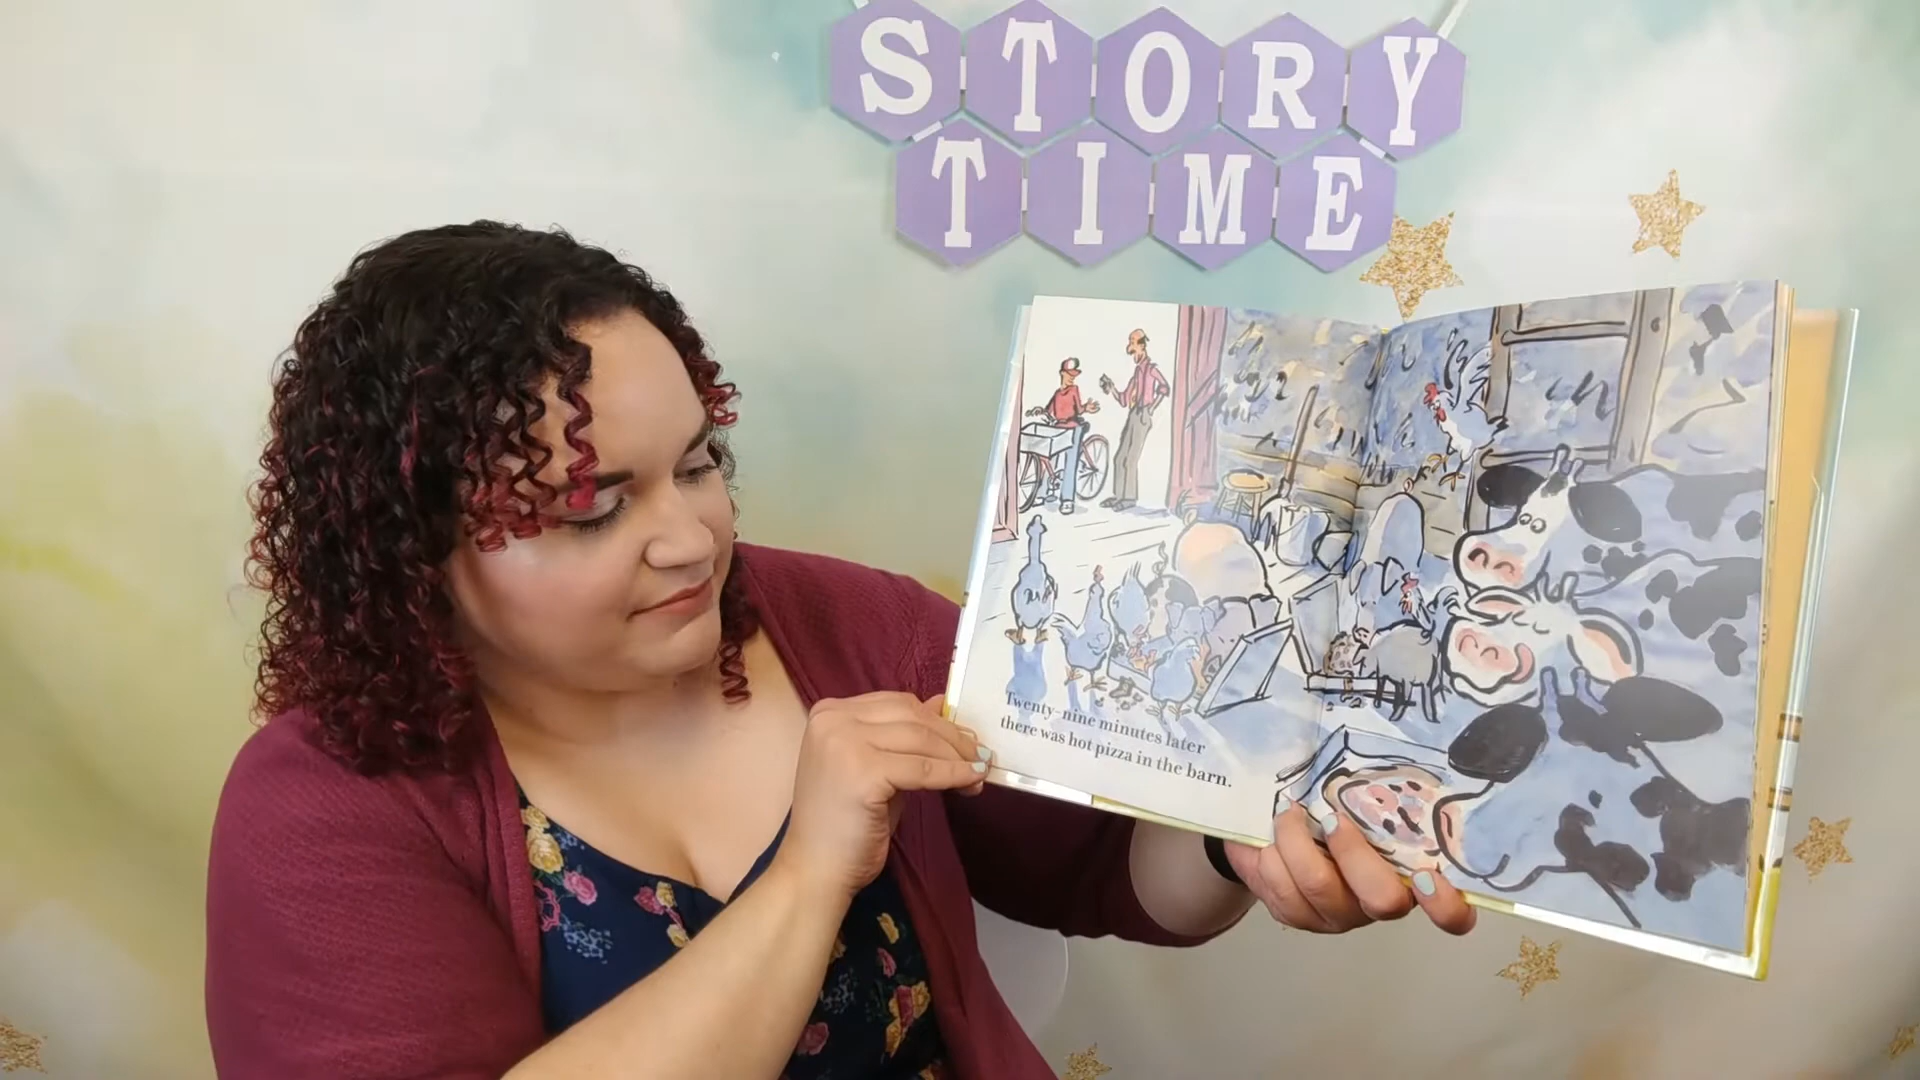 STORY
TIME
Twenty-nine minutes later
there was hot pizza in the barn.